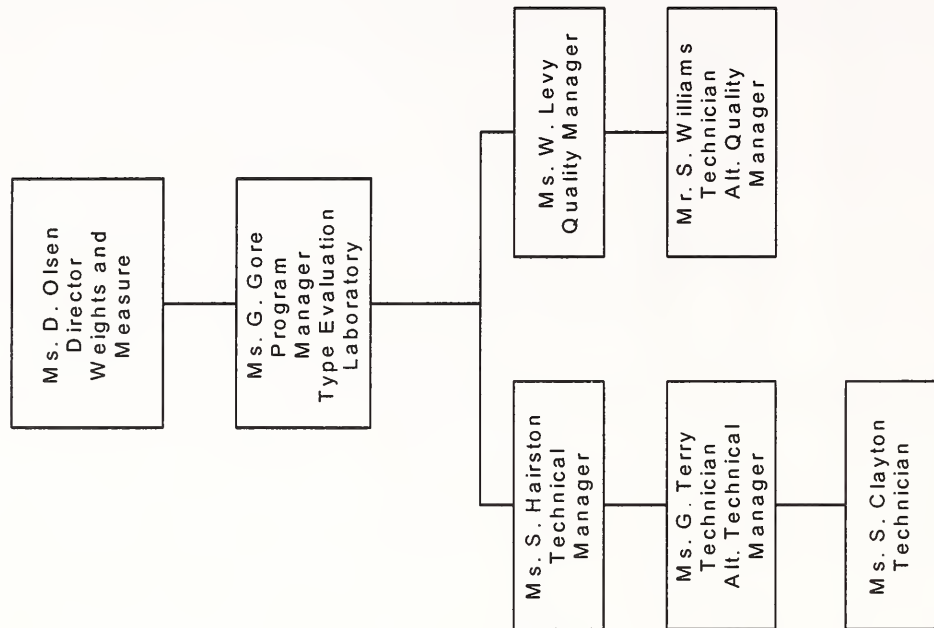 Ms. D. Olsen
Director
Weights and
Measure
Ms. G. Gore
Program
Manager
Type Evaluation
Laboratory
Ms. S. Hairston
Technical
Manager
Ms. W. Levy
Quality Manager
Ms. G. Terry
Technician
Alt. Technical
Manager
Mr. S. Williams
Technician
Alt. Quality
Manager
Ms. S. Clayton
Technician